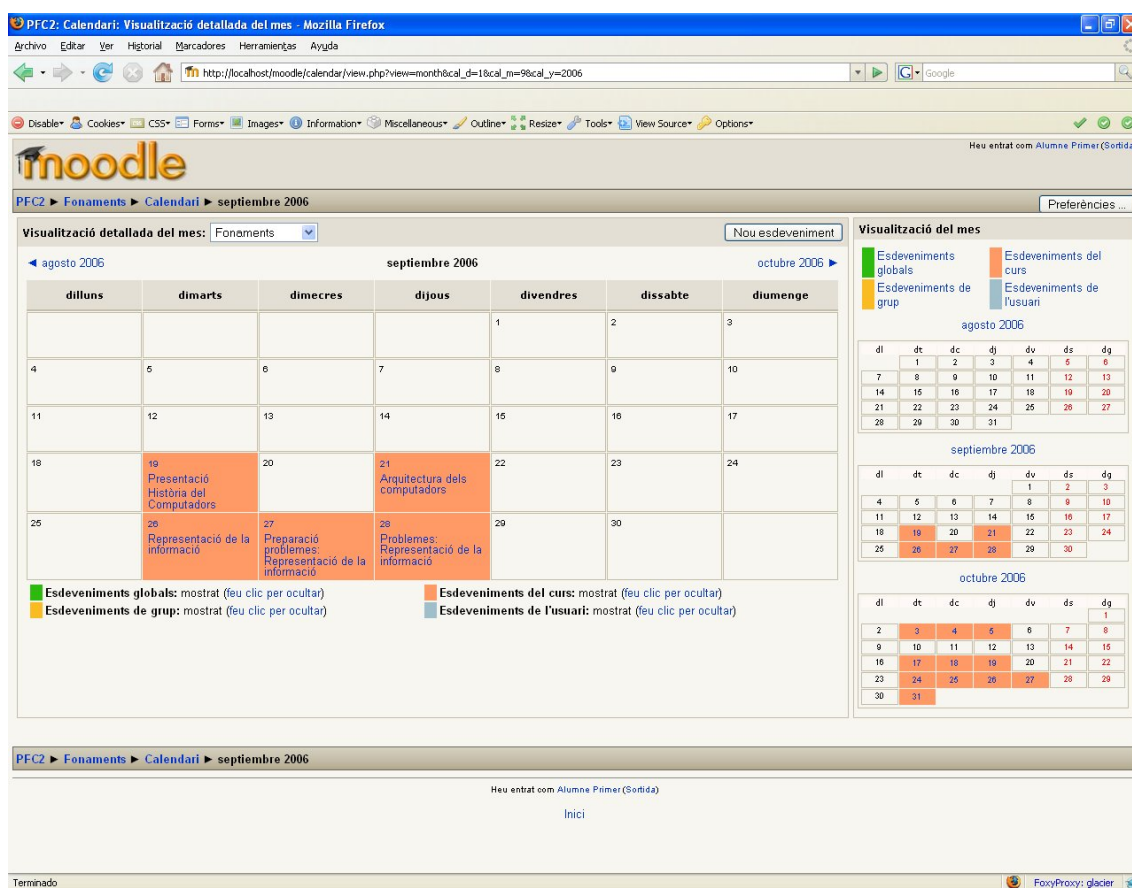 PFC2: Calendari: Visualització detallada del mes - Mozilla Firefox
Archivo Editar Ver Historial Marcadores Herramientas Ayuda
http://localhost/moodle/calendar/view.php?view=month&cal_d=1&cal_m=9&cal_y=2006
Google
Disable Cookies CSS Forms Images Information Miscellaneous Outline Resize Tools View Source Options
moodle
Heu entrat com Alumne Primer (Sortida
PFC2 ► Fonaments ► Calendari ► septiembre 2006
Preferències ...
Visualització detallada del mes: Fonaments
Nou esdeveniment
◄ agosto 2006 septiembre 2006 octubre 2006 ►
dilluns dimarts dimecres dijous divendres dissabte diumenge
1 2 3
4 5 6 7 8 9 10
11 12 13 14 15 16 17
18 19 20 21 22 23 24
Presentació
Història del
Computadors
Arquitectura dels
computadors
25 26 27 28 29 30
Representació de la
informació
Preparació
problemes:
Representació de la
informació
Problemes:
Representació de la
informació
Esdeveniments globals: mostrat (feu clic per ocultar) Esdeveniments del curs: mostrat (feu clic per ocultar)
Esdeveniments de grup: mostrat (feu clic per ocultar) Esdeveniments de l'usuari: mostrat (feu clic per ocultar)
Visualització del mes
Esdeveniments
globals
Esdeveniments del
curs
Esdeveniments de
grup
Esdeveniments de
l'usuari
agosto 2006
dl dt dc dj dv ds dg
1 2 3 4 5 6
7 8 9 10 11 12 13
14 15 16 17 18 19 20
21 22 23 24 25 26 27
28 29 30 31
septiembre 2006
dl dt dc dj dv ds dg
1 2 3
4 5 6 7 8 9 10
11 12 13 14 15 16 17
18 19 20 21 22 23 24
25 26 27 28 29 30
octubre 2006
dl dt dc dj dv ds dg
1
2 3 4 5 6 7 8
9 10 11 12 13 14 15
16 17 18 19 20 21 22
23 24 25 26 27 28 29
30 31
PFC2 ► Fonaments ► Calendari ► septiembre 2006
Heu entrat com Alumne Primer (Sortida)
Inici
Terminado
FoxyProxy: glacier